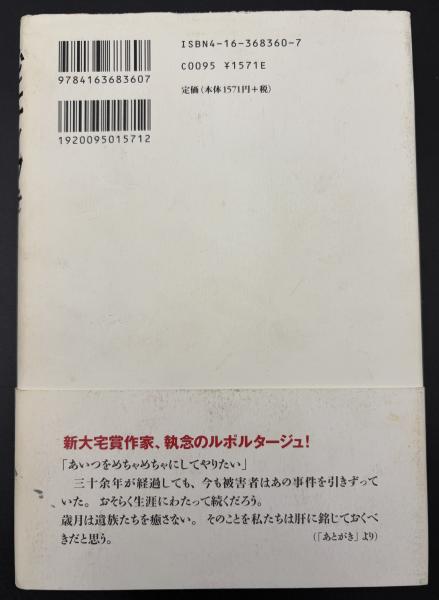 ISBN4-16-368360-7
C0095 ¥1571E
定価（本体1571円＋税）
9784163683607
1920095015712
新大宅賞作家、執念のルポルタージュ！
「あいつをめちゃめちゃにしてやりたい」
三十余年が経過しても、今も被害者はあの事件を引きずって
いた。おそらく生涯にわたって続くだろう。
歳月は遺族たちを癒さない。そのことを私たちは肝に銘じておくべ
きだと思う。
（「あとがき」より）